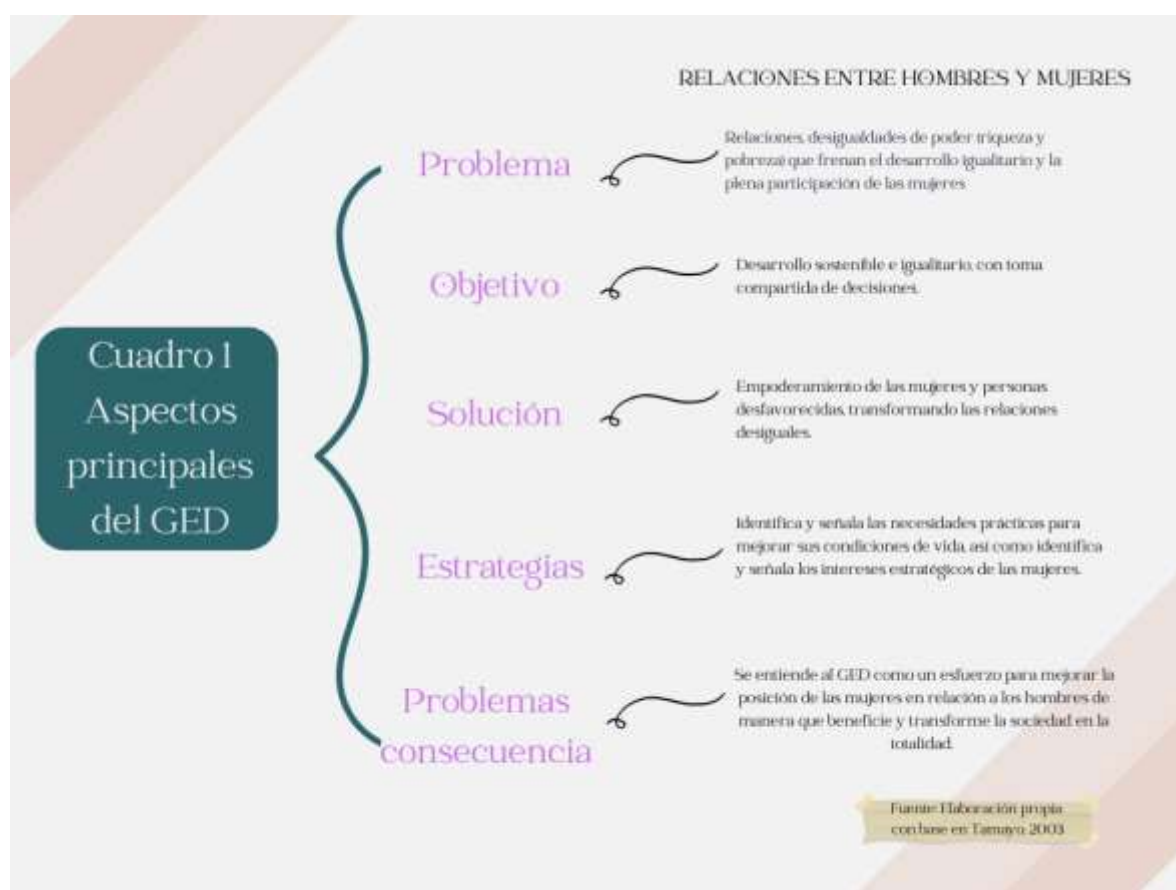 RELACIONES ENTRE HOMBRES Y MUJERES
Cuadro 1
Aspectos
principales
del GED
Problema
Relaciones, desigualdades de poder (riqueza y
pobreza) que frenan el desarrollo igualitario y la
plena participación de las mujeres
Objetivo
Desarrollo sostenible e igualitario, con toma
compartida de decisiones.
Solución
Empoderamiento de las mujeres y personas
desfavorecidas, transformando las relaciones
desiguales.
Estrategias
Identifica y señala las necesidades prácticas para
mejorar sus condiciones de vida, así como identifica
y señala los intereses estratégicos de las mujeres.
Problemas
consecuencia
Se entiende al GED como un esfuerzo para mejorar la
posición de las mujeres en relación a los hombres de
manera que beneficie y transforme la sociedad en la
totalidad.
Fuente: Elaboración propia
con base en Tamayo, 2003